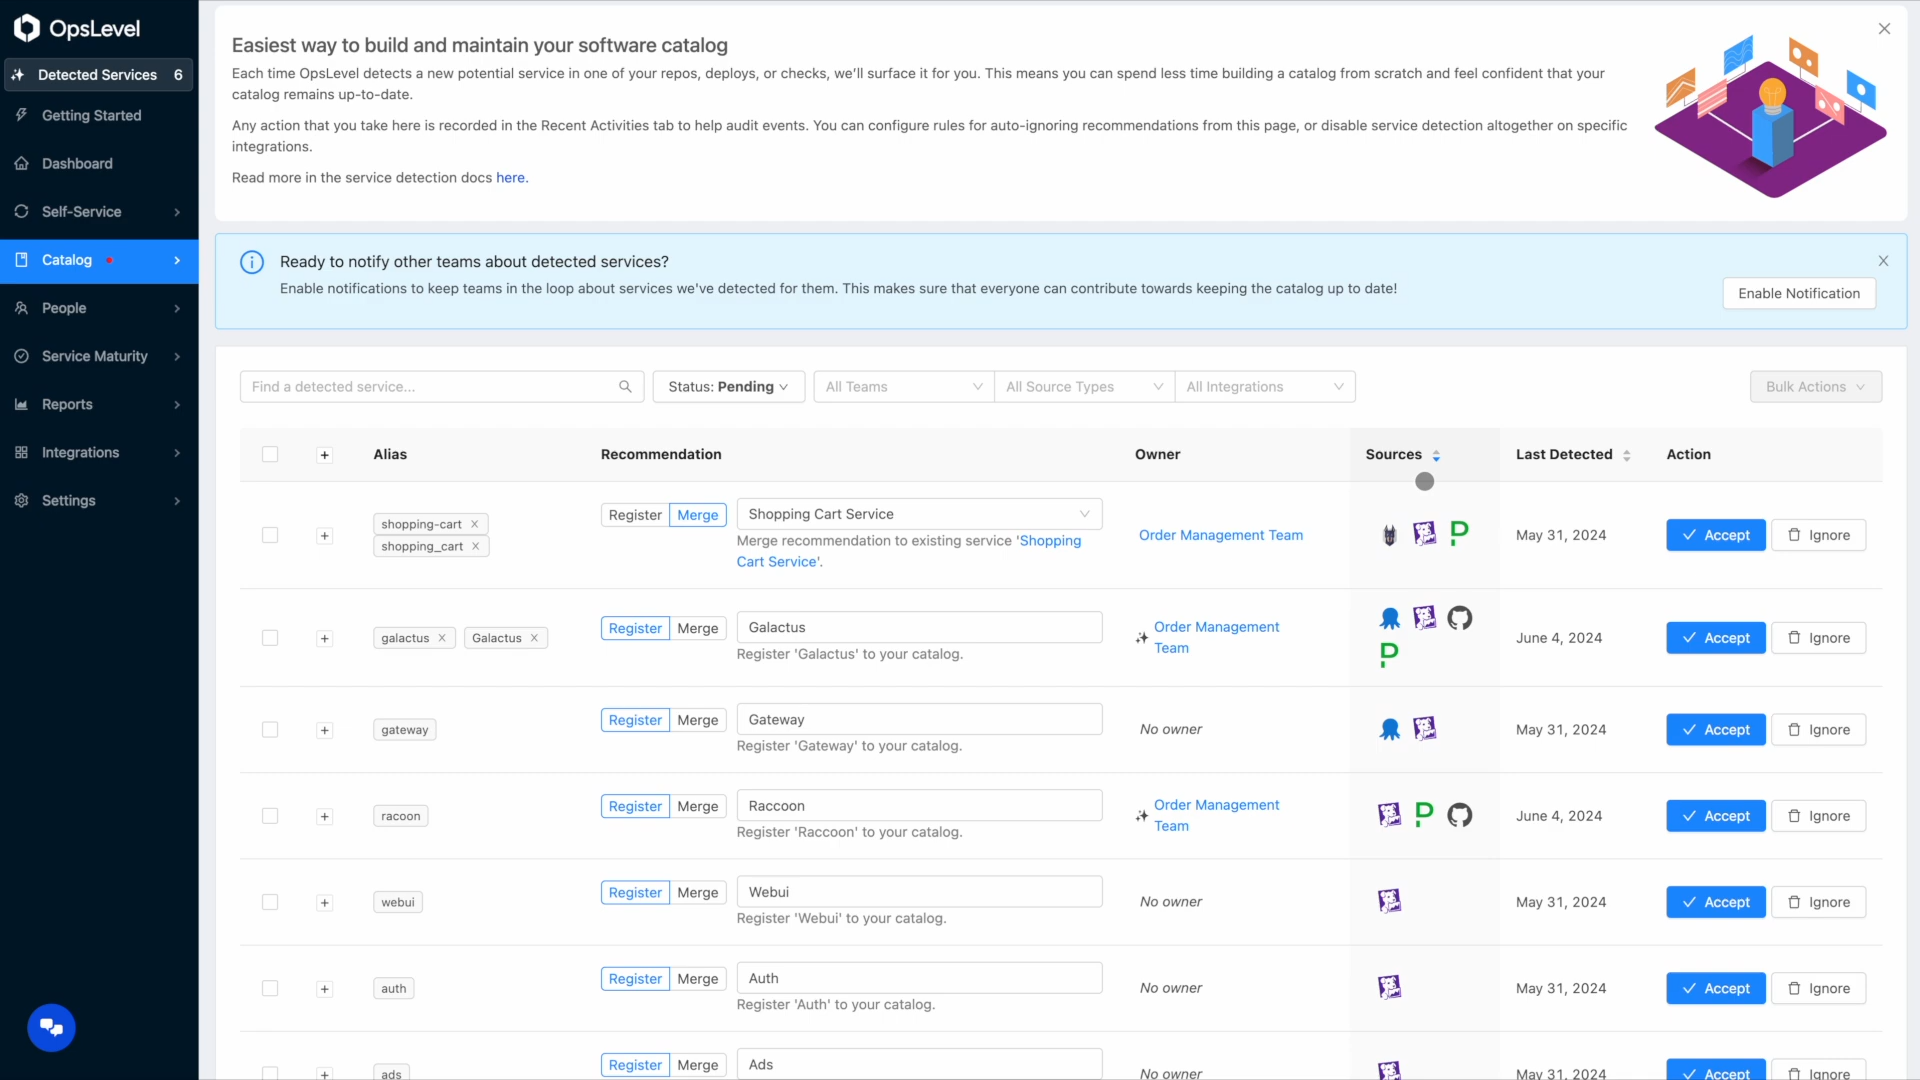 OpsLevel
Detected Services 6
Getting Started
Dashboard
Self-Service
Catalog
People
Service Maturity
Reports
Integrations
Settings
Easiest way to build and maintain your software catalog
Each time OpsLevel detects a new potential service in one of your repos, deploys, or checks, we'll surface it for you. This means you can spend less time building a catalog from scratch and feel confident that your
catalog remains up-to-date.
Any action that you take here is recorded in the Recent Activities tab to help audit events. You can configure rules for auto-ignoring recommendations from this page, or disable service detection altogether on specific
integrations.
Read more in the service detection docs here.
Ready to notify other teams about detected services?
Enable notifications to keep teams in the loop about services we've detected for them. This makes sure that everyone can contribute towards keeping the catalog up to date!
Enable Notification
Find a detected service... Status: Pending All Teams All Source Types All Integrations Bulk Actions
Alias Recommendation Owner Sources Last Detected Action
shopping-cart
shopping_cart
Register Merge Shopping Cart Service
Merge recommendation to existing service 'Shopping
Cart Service'.
Order Management Team May 31, 2024 Accept Ignore
galactus Galactus Register Merge Galactus
Register 'Galactus' to your catalog.
Order Management
Team
June 4, 2024 Accept Ignore
gateway Register Merge Gateway
Register 'Gateway' to your catalog.
No owner May 31, 2024 Accept Ignore
racoon Register Merge Raccoon
Register 'Raccoon' to your catalog.
Order Management
Team
June 4, 2024 Accept Ignore
webui Register Merge Webui
Register 'Webui' to your catalog.
No owner May 31, 2024 Accept Ignore
auth Register Merge Auth
Register 'Auth' to your catalog.
No owner May 31, 2024 Accept Ignore
ads Register Merge Ads
No owner May 31, 2024 Accept Ignore